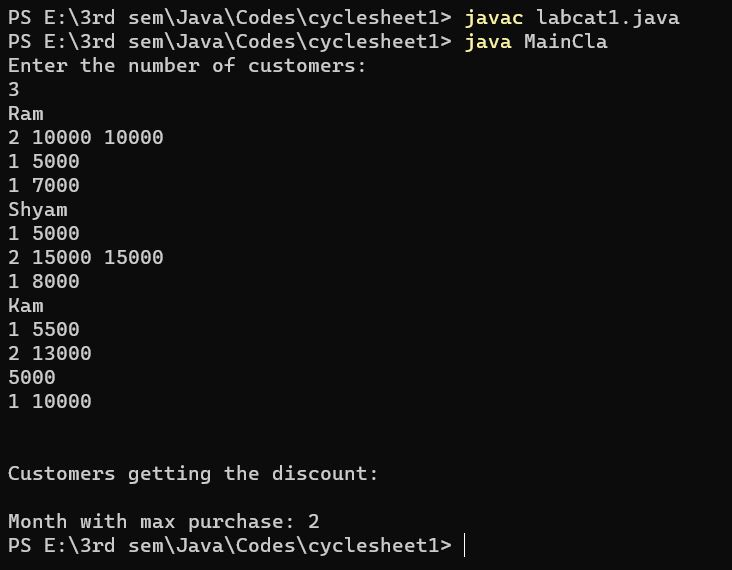 PS E:\3rd sem\Java\Codes\cyclesheet1> javac labcat1.java
PS E:\3rd sem\Java\Codes\cyclesheet1> java MainCla
Enter the number of customers:
3
Ram
2 10000 10000
1 5000
1 7000
Shyam
1 5000
2 15000 15000
1 8000
Kam
1 5500
2 13000
5000
1 10000
Customers getting the discount:
Month with max purchase: 2
PS E:\3rd sem\Java\Codes\cyclesheet1>